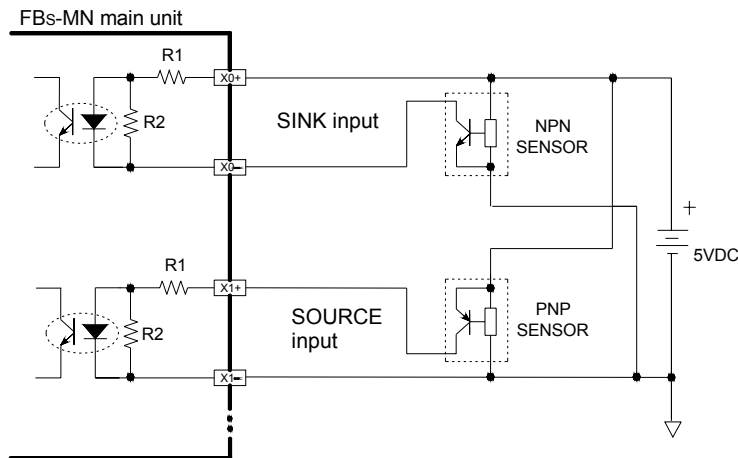 FBs-MN main unit
R1
X0+
R2
SINK input
NPN
SENSOR
X0-
+
5VDC
R1
X1+
R2
SOURCE
input
PNP
SENSOR
X1-